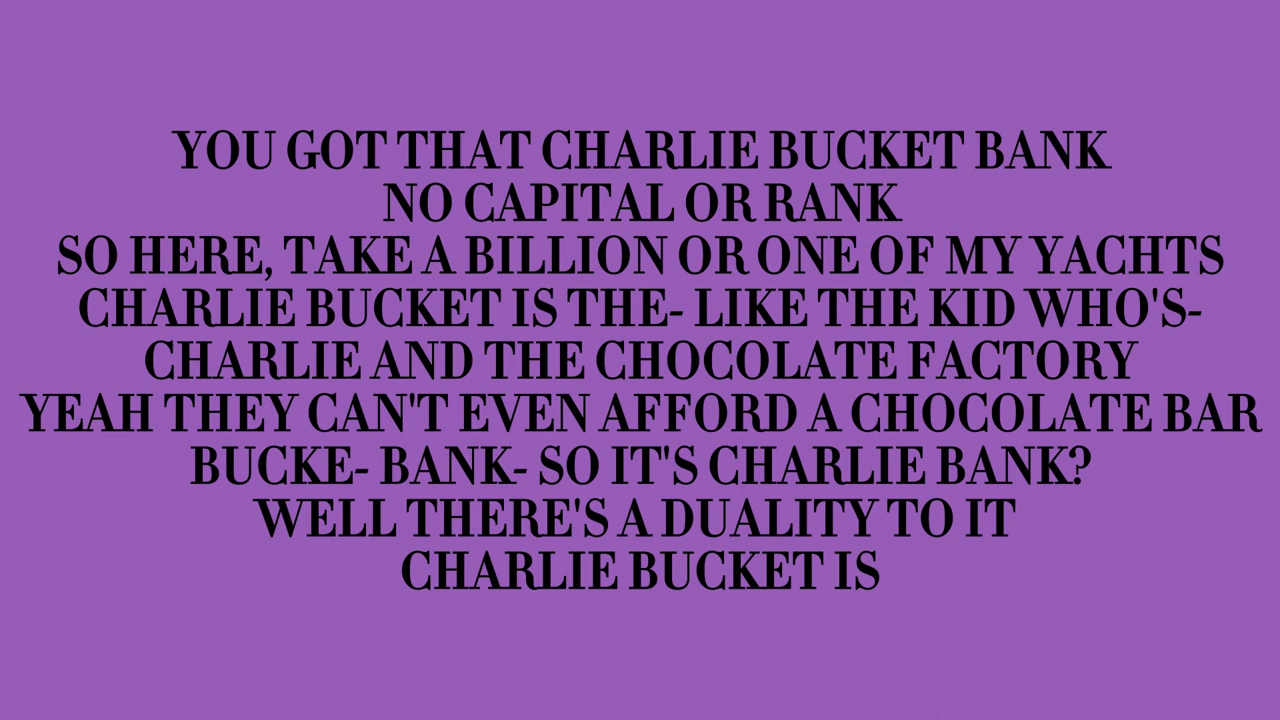 YOU GOT THAT CHARLIE BUCKET BANK
NO CAPITAL OR RANK
SO HERE, TAKE A BILLION OR ONE OF MY YACHTS
CHARLIE BUCKET IS THE- LIKE THE KID WHO'S-
CHARLIE AND THE CHOCOLATE FACTORY
YEAH THEY CAN'T EVEN AFFORD A CHOCOLATE BAR
BUCKE- BANK- SO IT'S CHARLIE BANK?
WELL THERE'S A DUALITY TO IT
CHARLIE BUCKET IS